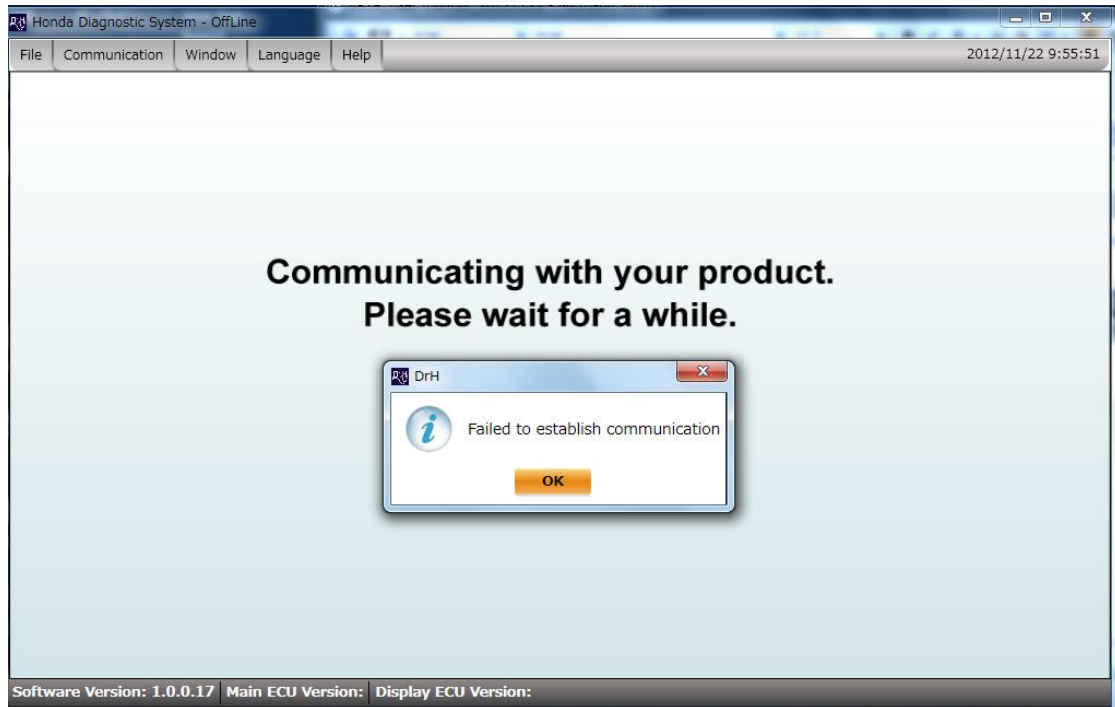 Honda Diagnostic System - OffLine
File Communication Window Language Help 2012/11/22 9:55:51
Communicating with your product.
Please wait for a while.
DrH
Failed to establish communication
OK
Software Version: 1.0.0.17 Main ECU Version: Display ECU Version: